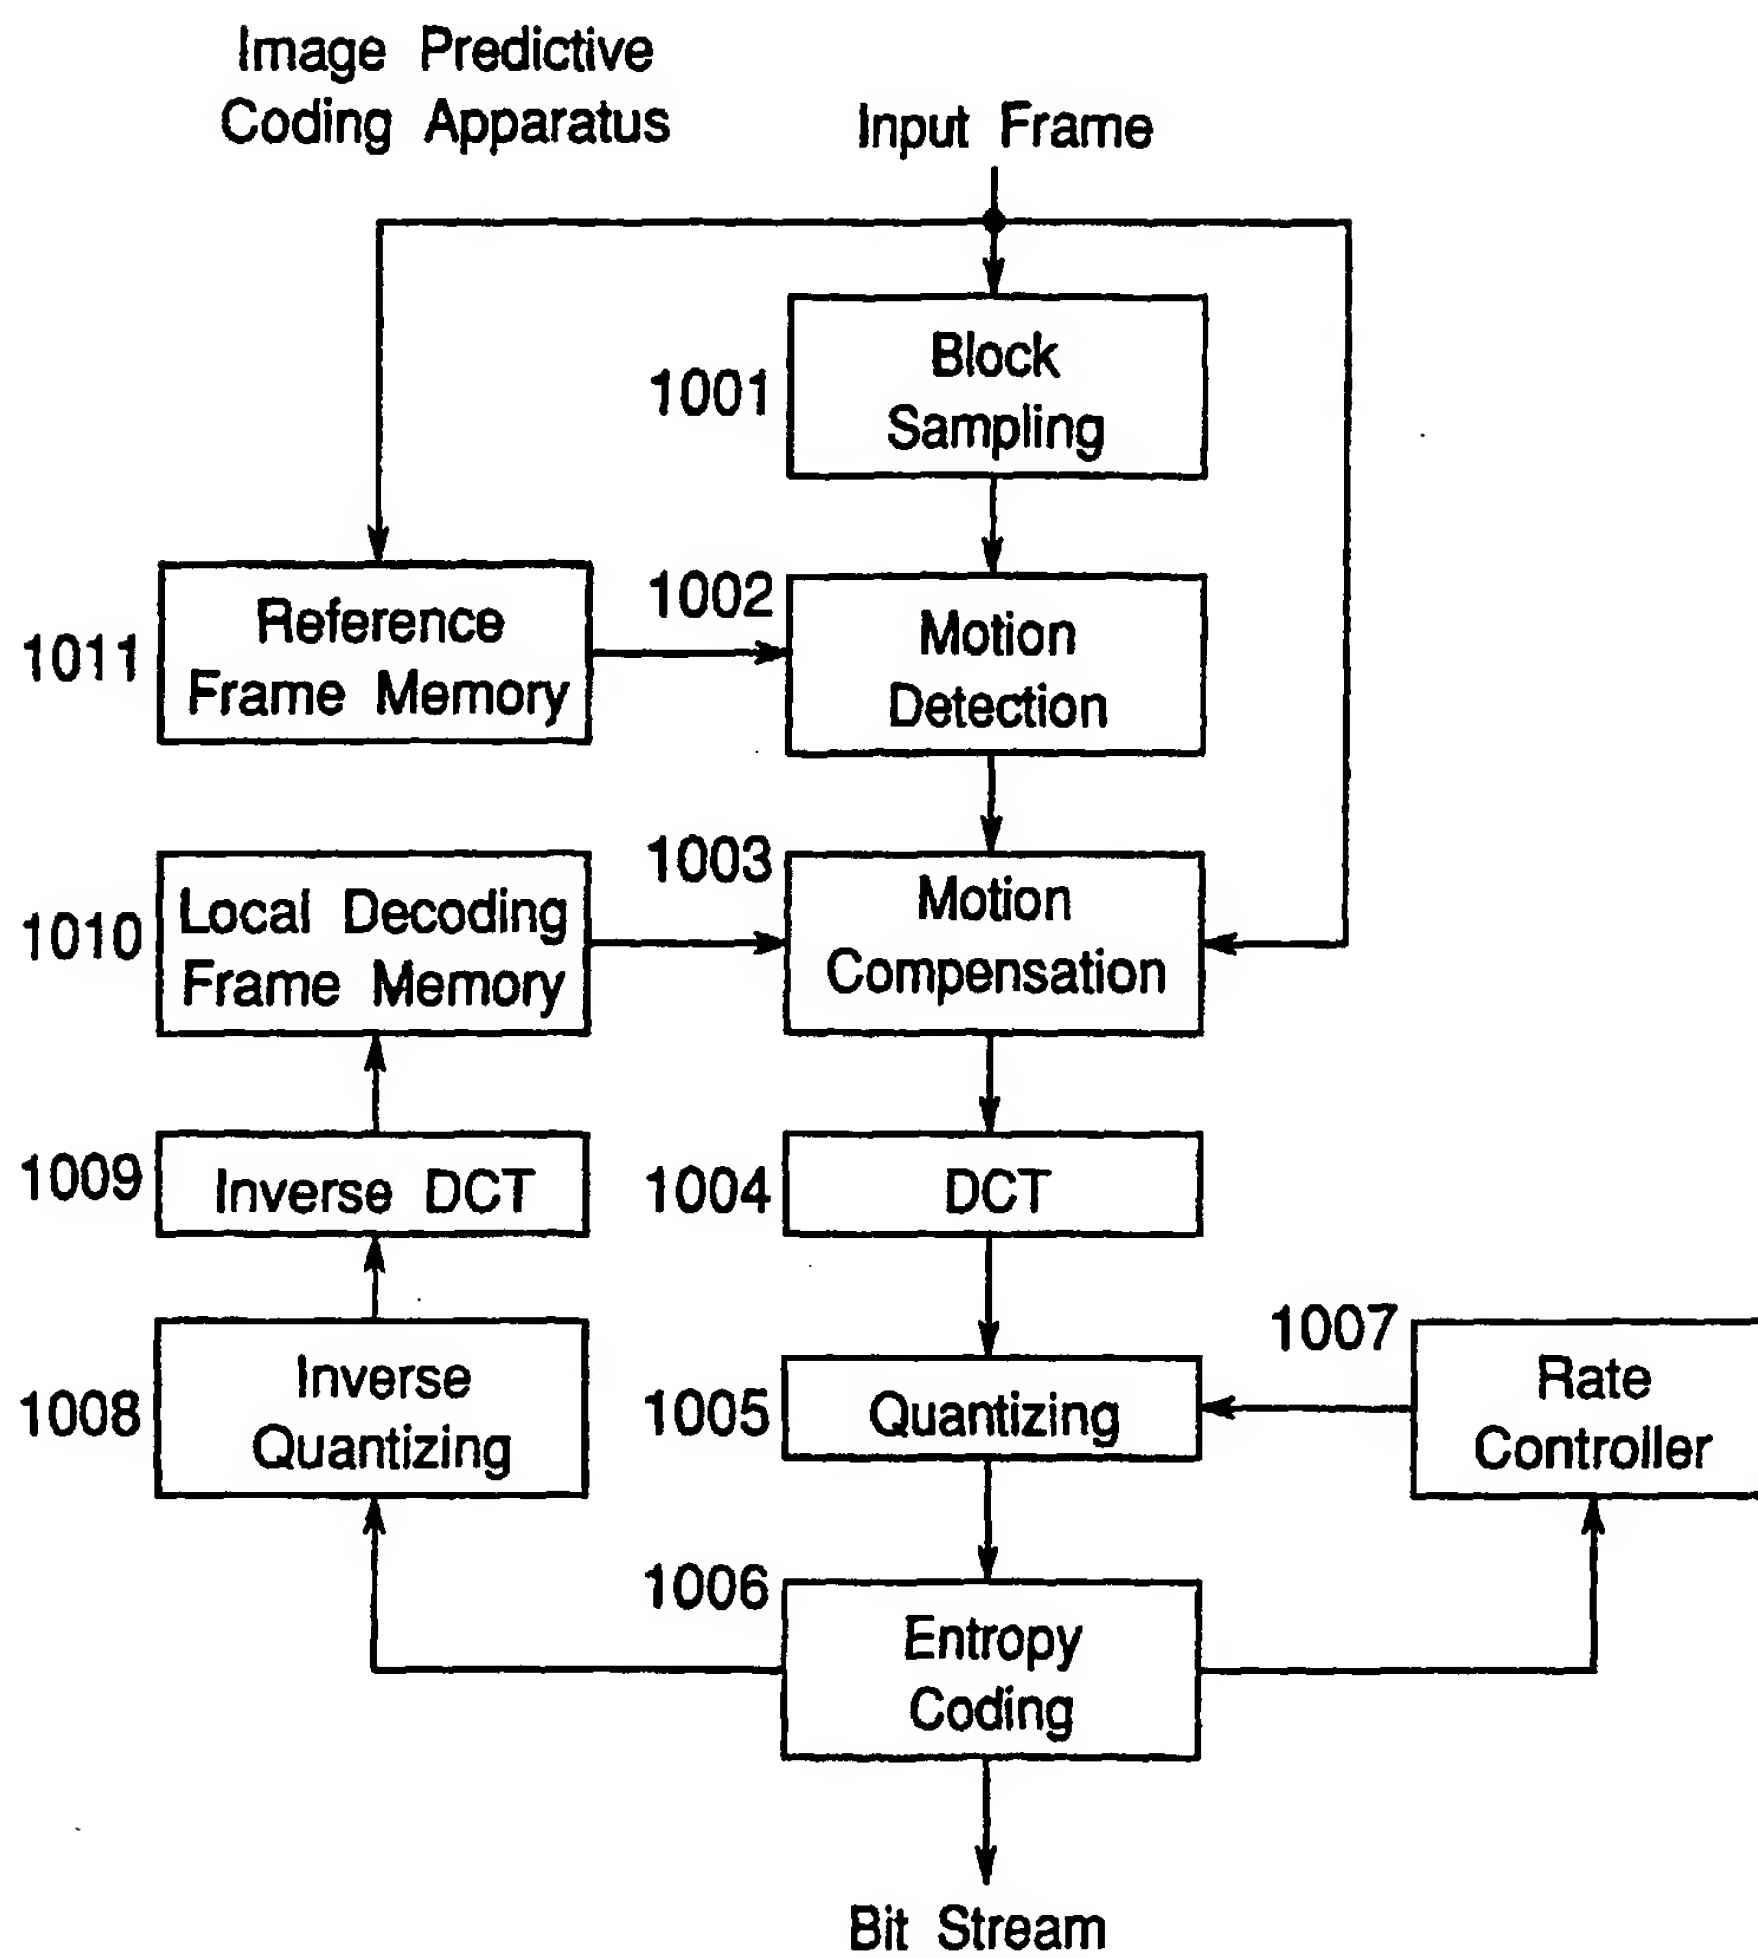 Image Predictive
Coding Apparatus
Input Frame
1001
Block
Sampling
1011
Reference
Frame Memory
1002
Motion
Detection
1010
Local Decoding
Frame Memory
1003
Motion
Compensation
1009
Inverse DCT
1004
DCT
1008
Inverse
Quantizing
1005
Quantizing
1007
Rate
Controller
1006
Entropy
Coding
Bit Stream